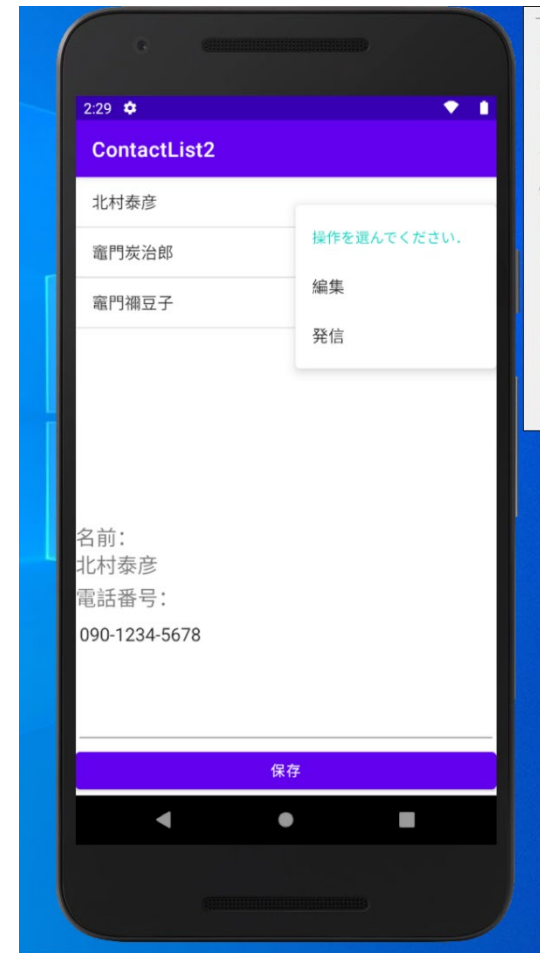 2:29
ContactList2
北村泰彦
竈門炭治郎
竈門禰豆子
操作を選んでください.
編集
発信
名前:
北村泰彦
電話番号:
090-1234-5678
保存